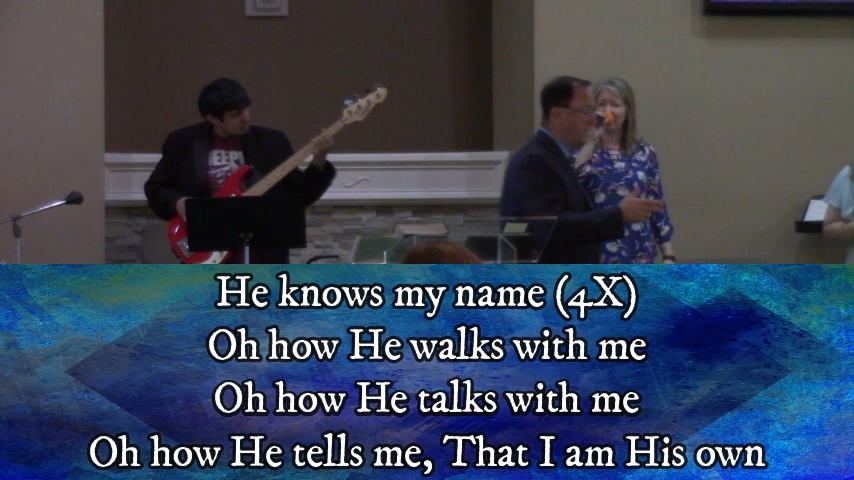 He knows my name (4X)
Oh how He walks with me
Oh how He talks with me
Oh how He tells me, That I am His own